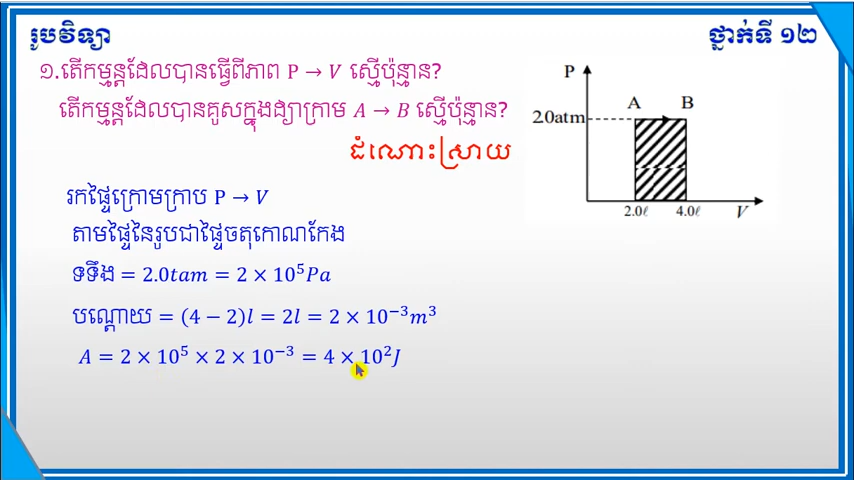 រូបវិទ្យា
ថ្នាក់ទី ១២
១.តើកម្មន្តដែលបានធ្វើពីភាព P → V ស្មើប៉ុន្មាន?
តើកម្មន្តដែលបានគូសក្នុងដ្យាក្រាម A → B ស្មើប៉ុន្មាន?
ដំណោះស្រាយ
P
A B
2.0atm
2.0ℓ 4.0ℓ V
រកផ្ទៃក្រោមក្រាប P → V
តាមផ្ទៃនៃរូបជាផ្ទៃចតុកោណកែង
ទទឹង = 2.0tam = 2 × 10⁵Pa
បណ្តោយ = (4 − 2)l = 2l = 2 × 10⁻³m³
A = 2 × 10⁵ × 2 × 10⁻³ = 4 × 10²J